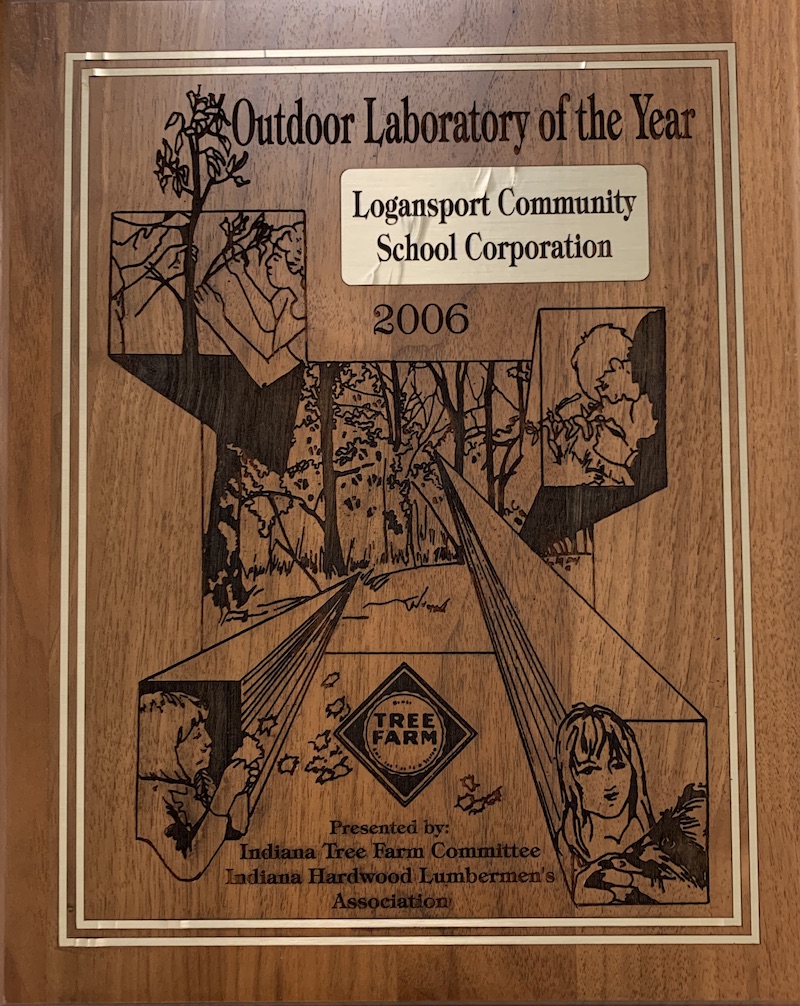 Outdoor Laboratory of the Year
Logansport Community
School Corporation
2006
TREE
FARM
Presented by:
Indiana Tree Farm Committee
Indiana Hardwood Lumbermen's
Association